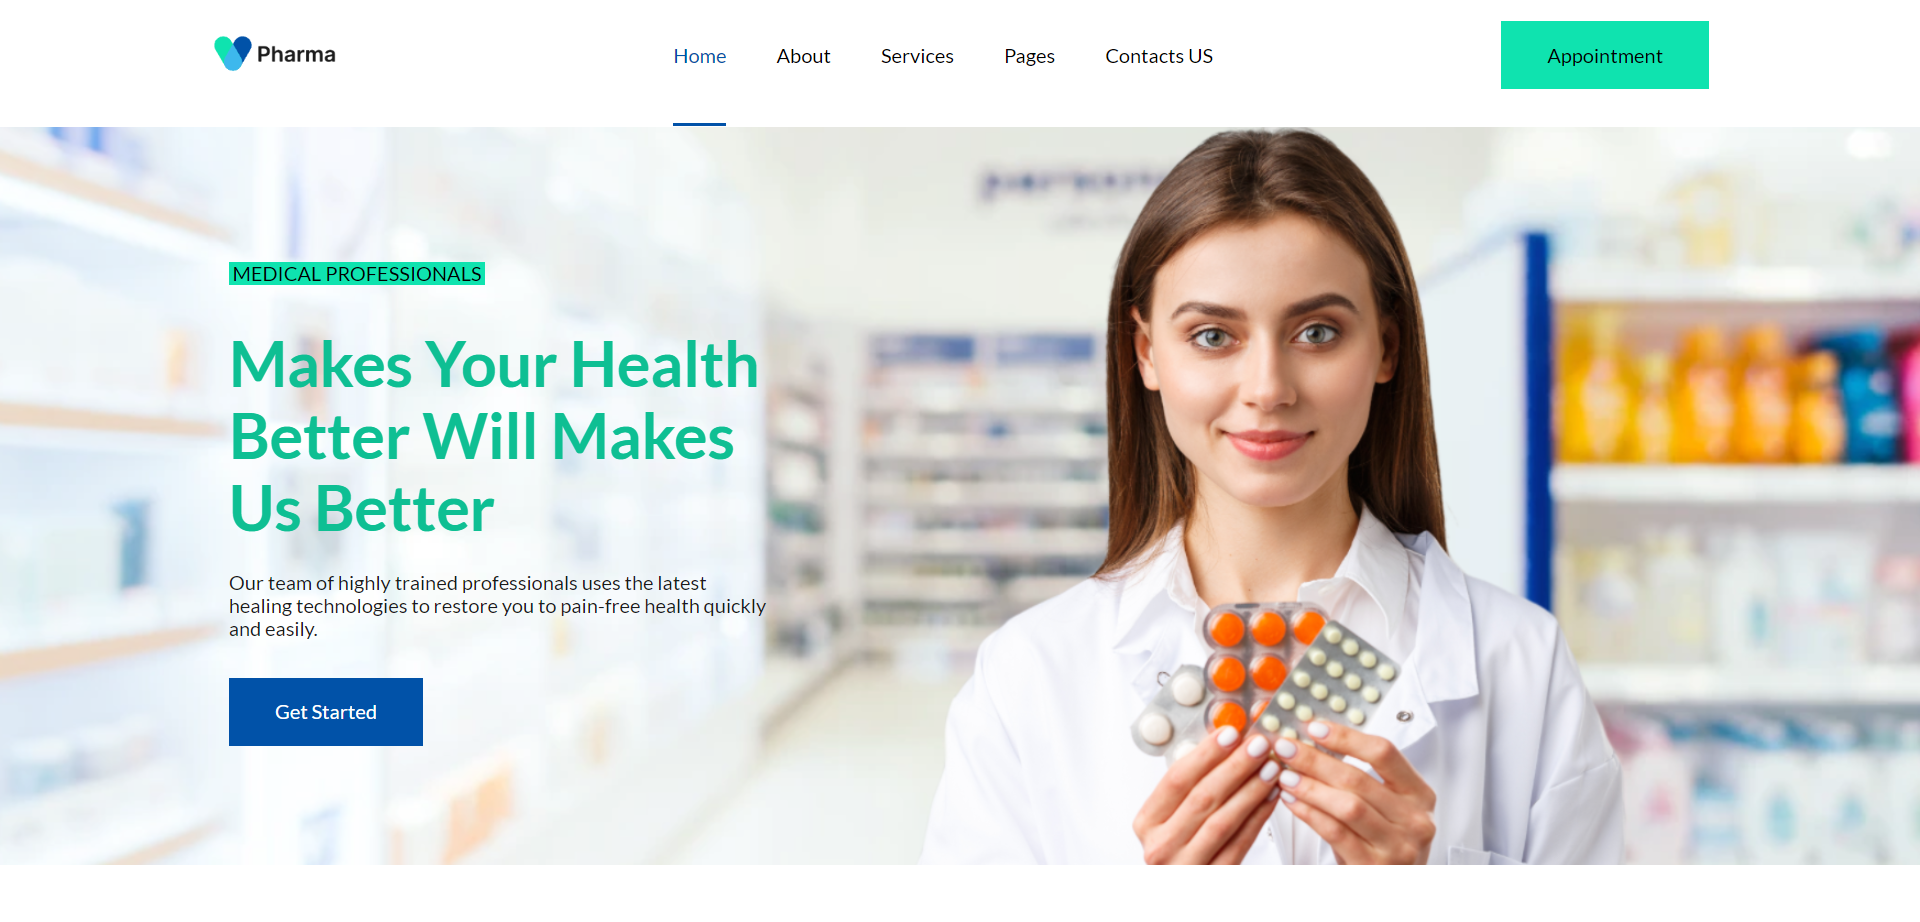 Pharma
Home
About
Services
Pages
Contacts US
Appointment
MEDICAL PROFESSIONALS
Makes Your Health
Better Will Makes
Us Better
Our team of highly trained professionals uses the latest
healing technologies to restore you to pain-free health quickly
and easily.
Get Started